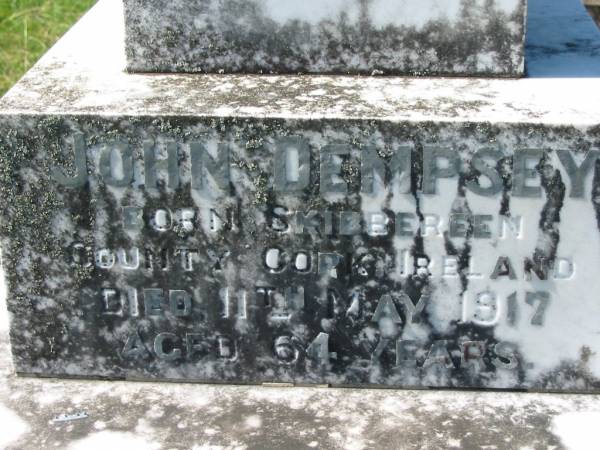 John Dempsey
Born Skibbereen
County Cork Ireland
Died 11th May 1917
Aged 64 Years